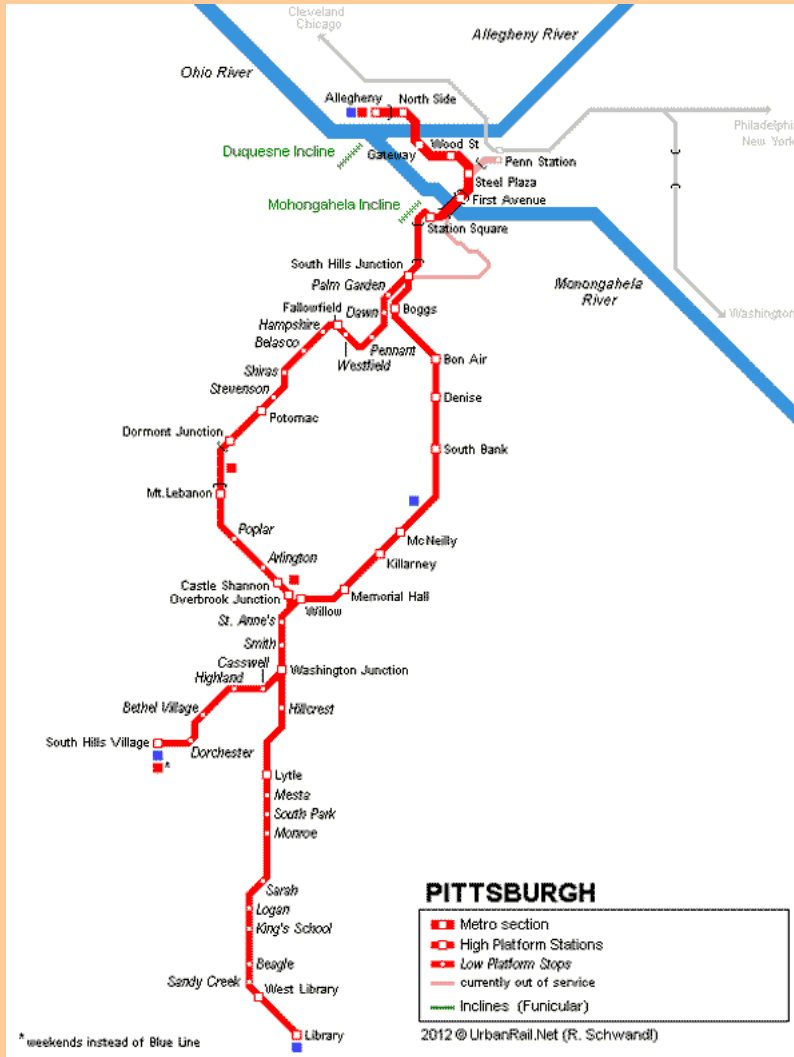 Cleveland
Chicago
Allegheny River
Ohio River
Allegheny
North Side
Philadelphia
New York
Duquesne Incline
Wood St
Gateway
Penn Station
Steel Plaza
First Avenue
Mohongahela Incline
Station Square
South Hills Junction
Monongahela
River
Palm Garden
Fallowfield
Dawn
Boggs
Washington
Hampshire
Belasco
Pennant
Westfield
Bon Air
Shiras
Stevenson
Denise
Potomac
Dormont Junction
South Bank
Mt.Lebanon
Poplar
McNeilly
Arlington
Killarney
Castle Shannon
Overbrook Junction
Memorial Hall
Willow
St. Anne's
Smith
Casswell
Highland
Washington Junction
Bethel Village
Hillcrest
South Hills Village
Dorchester
*
Lytle
Mesta
South Park
Monroe
Sarah
Logan
King's School
Beagle
Sandy Creek
West Library
Library
PITTSBURGH
Metro section
High Platform Stations
Low Platform Stops
currently out of service
Inclines (Funicular)
* weekends instead of Blue Line
2012 © UrbanRail.Net (R. Schwandl)